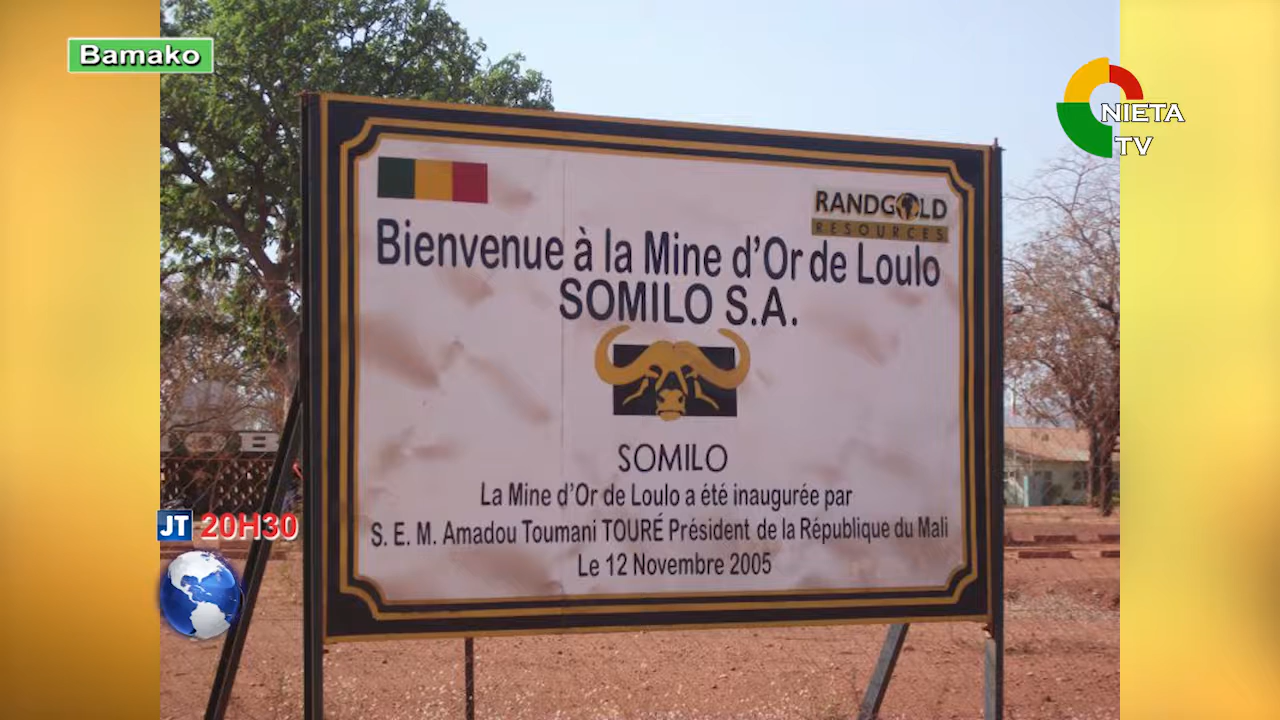 Bamako
NIETA
TV
RANDGOLD
RESOURCES
Bienvenue à la Mine d'Or de Loulo
SOMILO S.A.
SOMILO
La Mine d'Or de Loulo a été inaugurée par
S. E. M. Amadou Toumani TOURÉ Président de la République du Mali
Le 12 Novembre 2005
JT 20H30